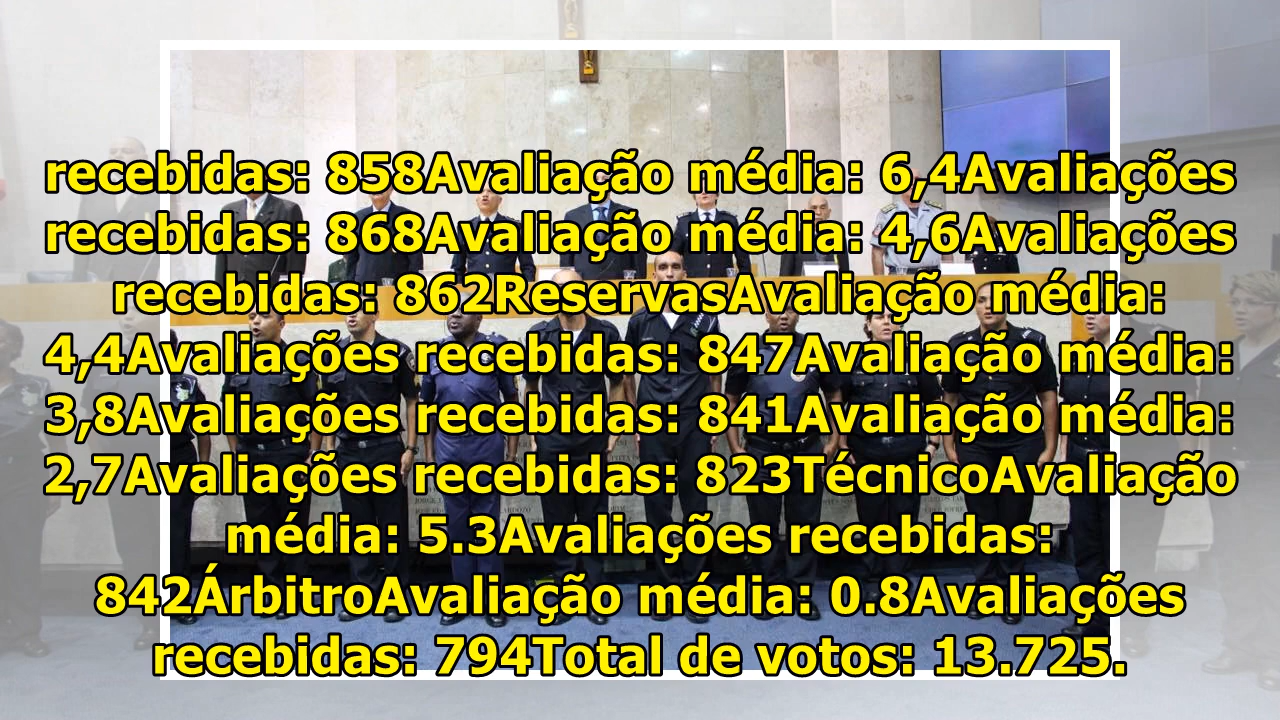 recebidas: 858Avaliação média: 6,4Avaliações
recebidas: 868Avaliação média: 4,6Avaliações
recebidas: 862ReservasAvaliação média:
4,4Avaliações recebidas: 847Avaliação média:
3,8Avaliações recebidas: 841Avaliação média:
2,7Avaliações recebidas: 823TécnicoAvaliação
média: 5.3Avaliações recebidas:
842ÁrbitroAvaliação média: 0.8Avaliações
recebidas: 794Total de votos: 13.725.